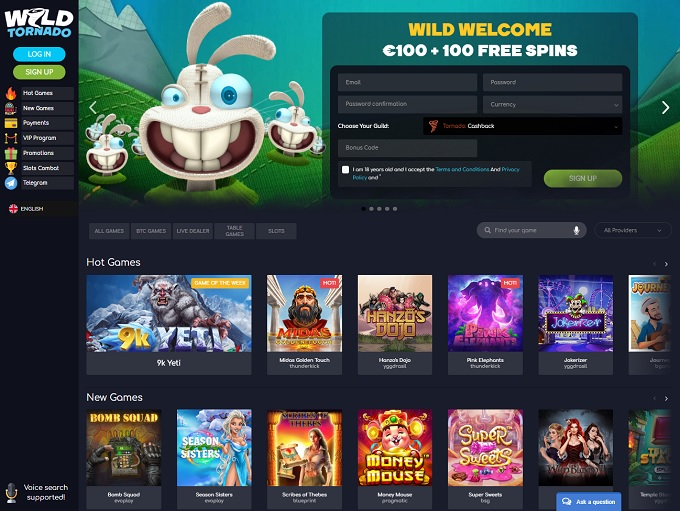 WILD
TORNADO
LOG IN
SIGN UP
Hot Games
New Games
Payments
VIP Program
Promotions
Slots Combat
Telegram
ENGLISH
Voice search
supported!
WILD WELCOME
€100 + 100 FREE SPINS
Email
Password
Password confirmation
Currency
Choose Your Guild:
Tornado Cashback
Bonus Code
I am 18 years old and I accept the Terms and Conditions And Privacy
Policy and *
SIGN UP
ALL GAMES
BTC GAMES
LIVE DEALER
TABLE
GAMES
SLOTS
Find your game
All Providers
Hot Games
GAME OF THE WEEK
9k YETI
9k Yeti
HOT!
MIDAS
Midas Golden Touch
thunderkick
HANZO'S
DOJO
Hanzo's Dojo
yggdrasil
HOT!
PINK
ELEPHANTS
Pink Elephants
thunderkick
Jokerizer
Jokerizer
yggdrasil
JOURNE
Journe
New Games
BOMB SQUAD
Bomb Squad
evoplay
SEASON
SISTERS
Season Sisters
evoplay
SCRIBES OF
THEBES
Scribes of Thebes
blueprint
MONEY
MOUSE
Money Mouse
pragmatic
Super
Sweets
Super Sweets
bsg
Temple
Ask a question